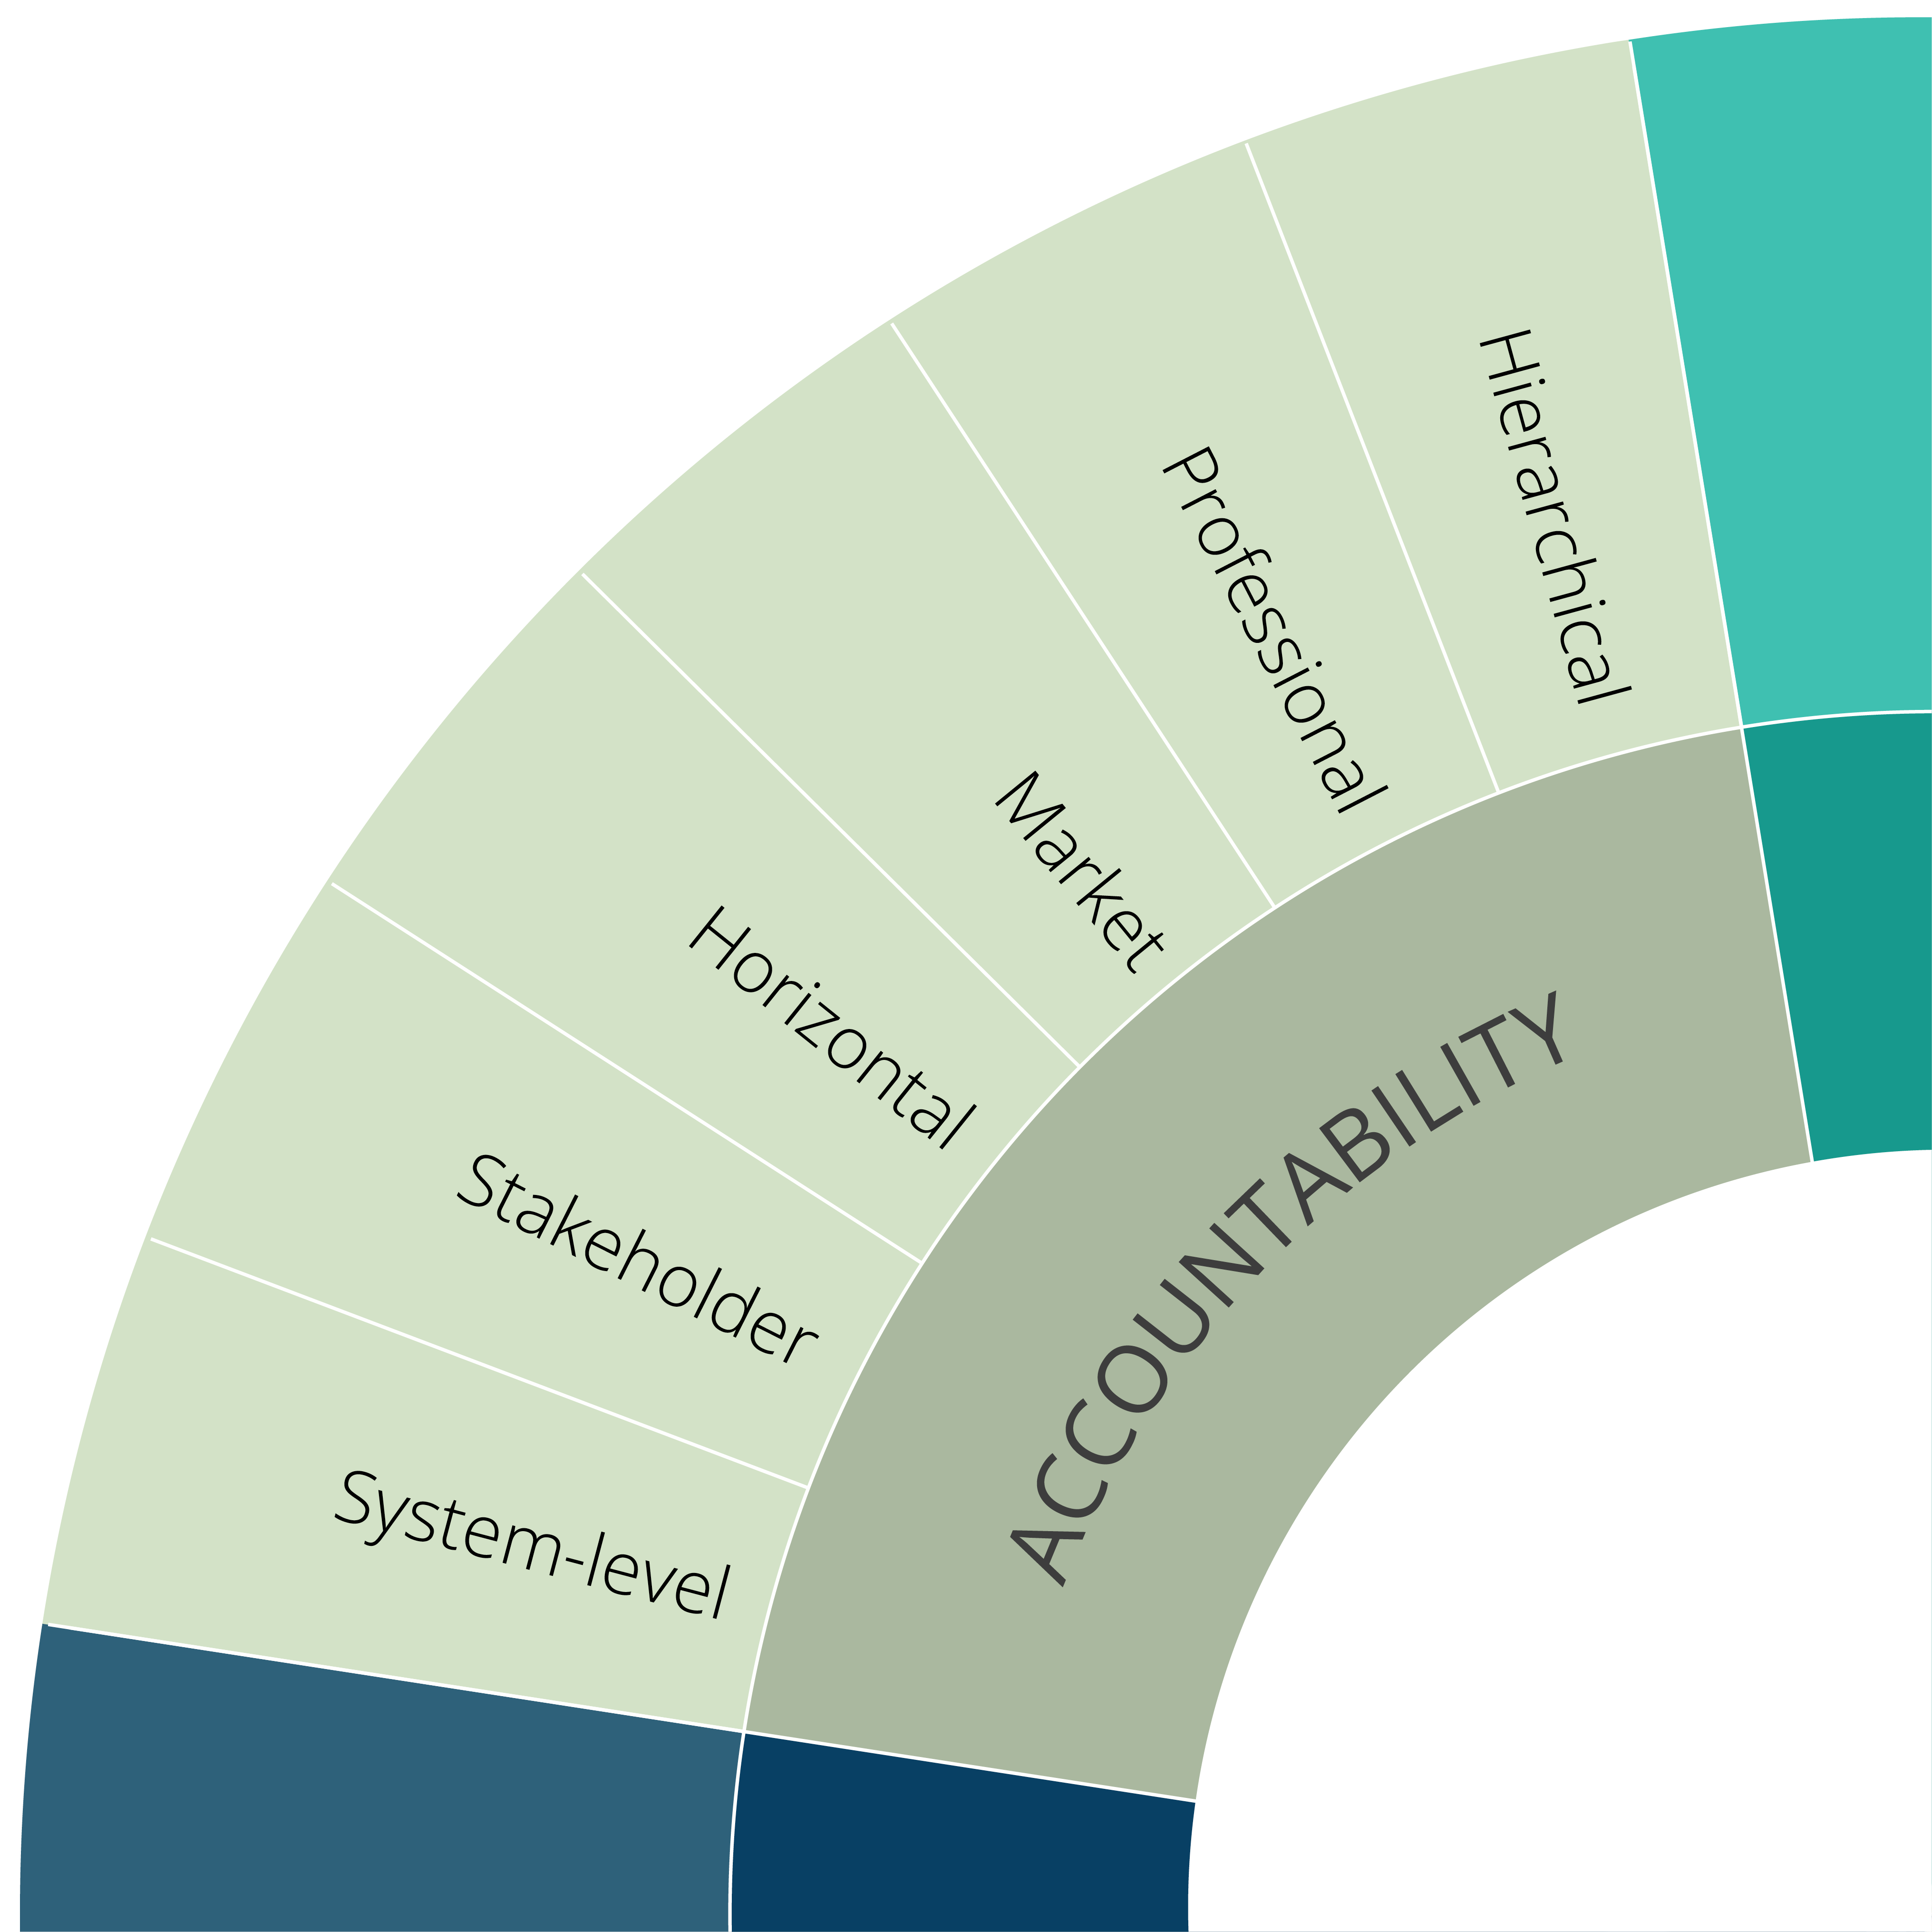 Hierarchical
Professional
Market
Horizontal
Stakeholder
System-level
ACCOUNTABILITY